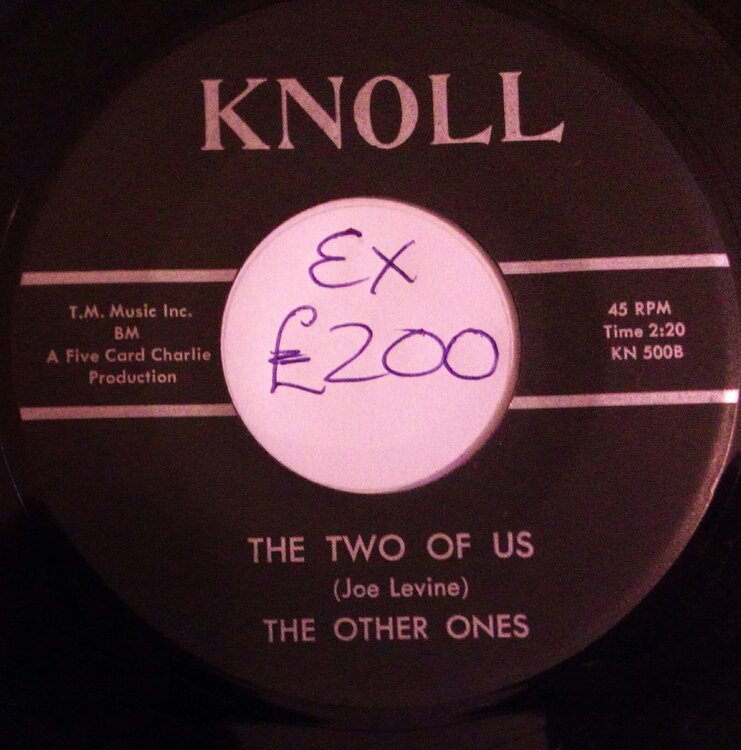 KNOLL
EX
£200
T.M. Music Inc.
BM
A Five Card Charlie
Production
45 RPM
Time 2:20
KN 500B
THE TWO OF US
(Joe Levine)
THE OTHER ONES